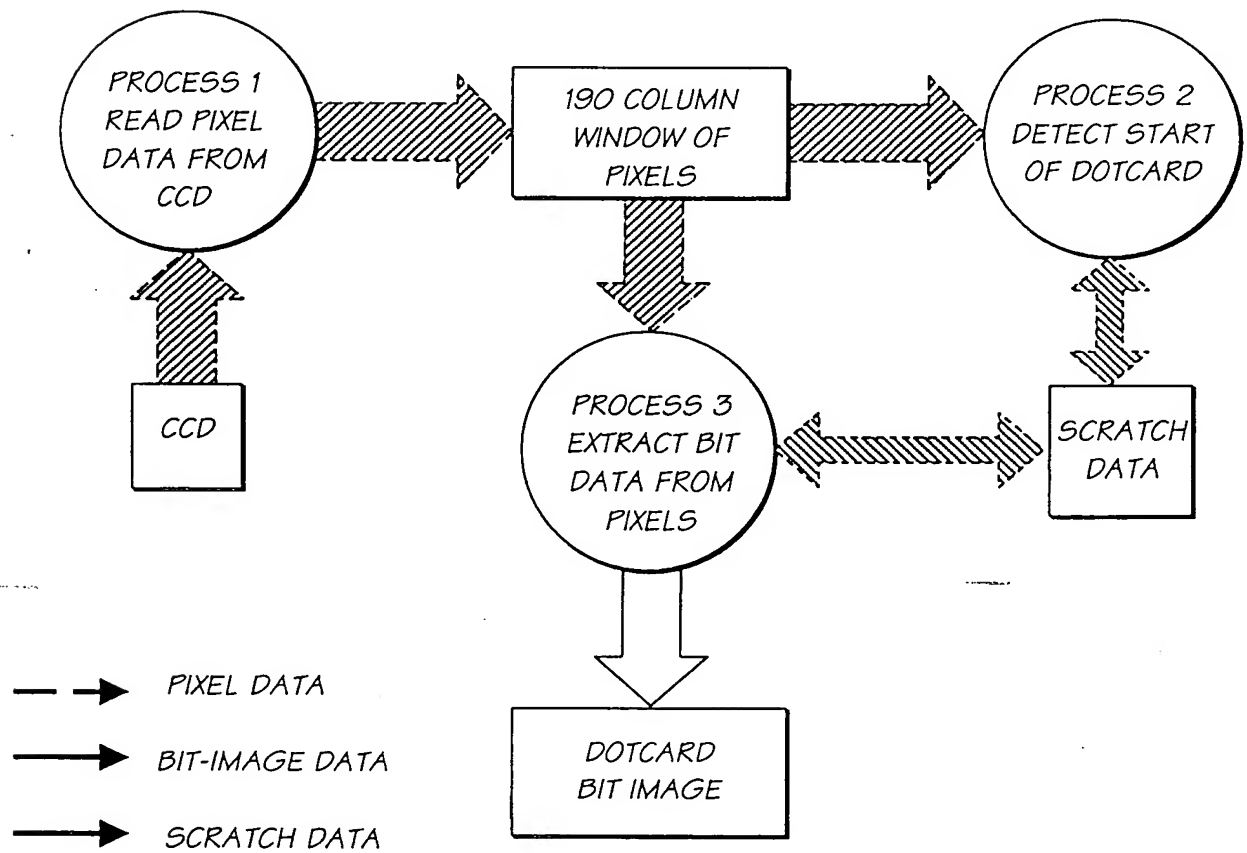 PROCESS 1
READ PIXEL
DATA FROM
CCD
190 COLUMN
WINDOW OF
PIXELS
PROCESS 2
DETECT START
OF DOTCARD
CCD
PROCESS 3
EXTRACT BIT
DATA FROM
PIXELS
SCRATCH
DATA
PIXEL DATA
BIT-IMAGE DATA
SCRATCH DATA
DOTCARD
BIT IMAGE